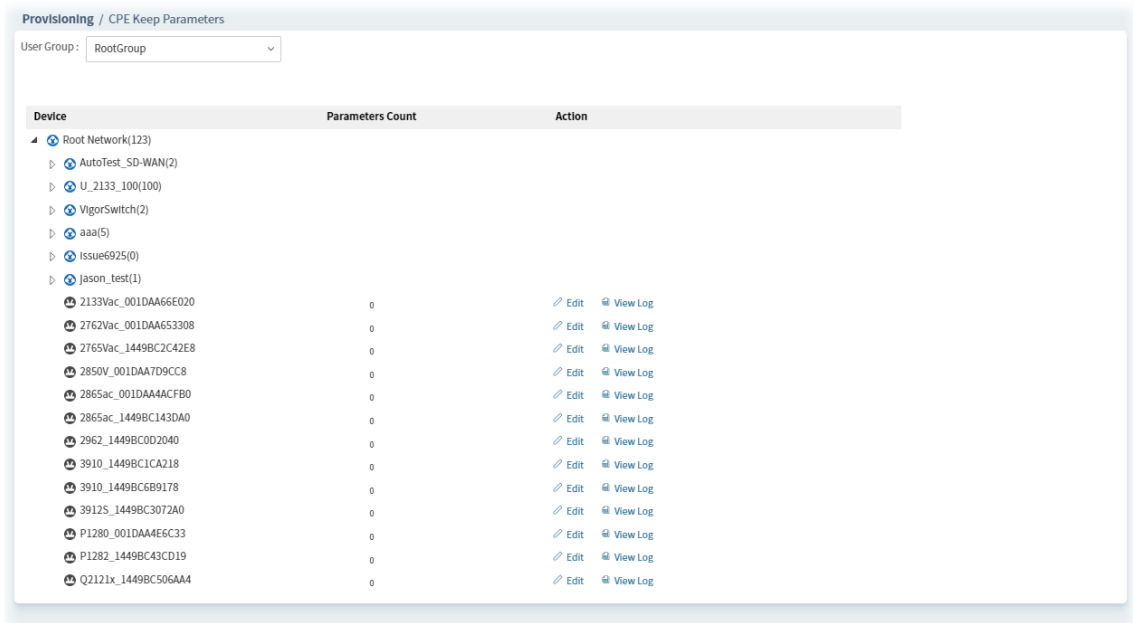 Provisioning / CPE Keep Parameters
User Group : RootGroup
Device Parameters Count Action
Root Network(123)
AutoTest_SD-WAN(2)
U_2133_100(100)
VigorSwitch(2)
aaa(5)
issue6925(0)
jason_test(1)
2133Vac_001DAA66E020 0 Edit View Log
2762Vac_001DAA653308 0 Edit View Log
2765Vac_1449BC2C42E8 0 Edit View Log
2850V_001DAA7D9CC8 0 Edit View Log
2865ac_001DAA4ACFB0 0 Edit View Log
2865ac_1449BC143DA0 0 Edit View Log
2962_1449BC0D2040 0 Edit View Log
3910_1449BC1CA218 0 Edit View Log
3910_1449BC6B9178 0 Edit View Log
3912S_1449BC3072A0 0 Edit View Log
P1280_001DAA4E6C33 0 Edit View Log
P1282_1449BC43CD19 0 Edit View Log
Q2121x_1449BC506AA4 0 Edit View Log